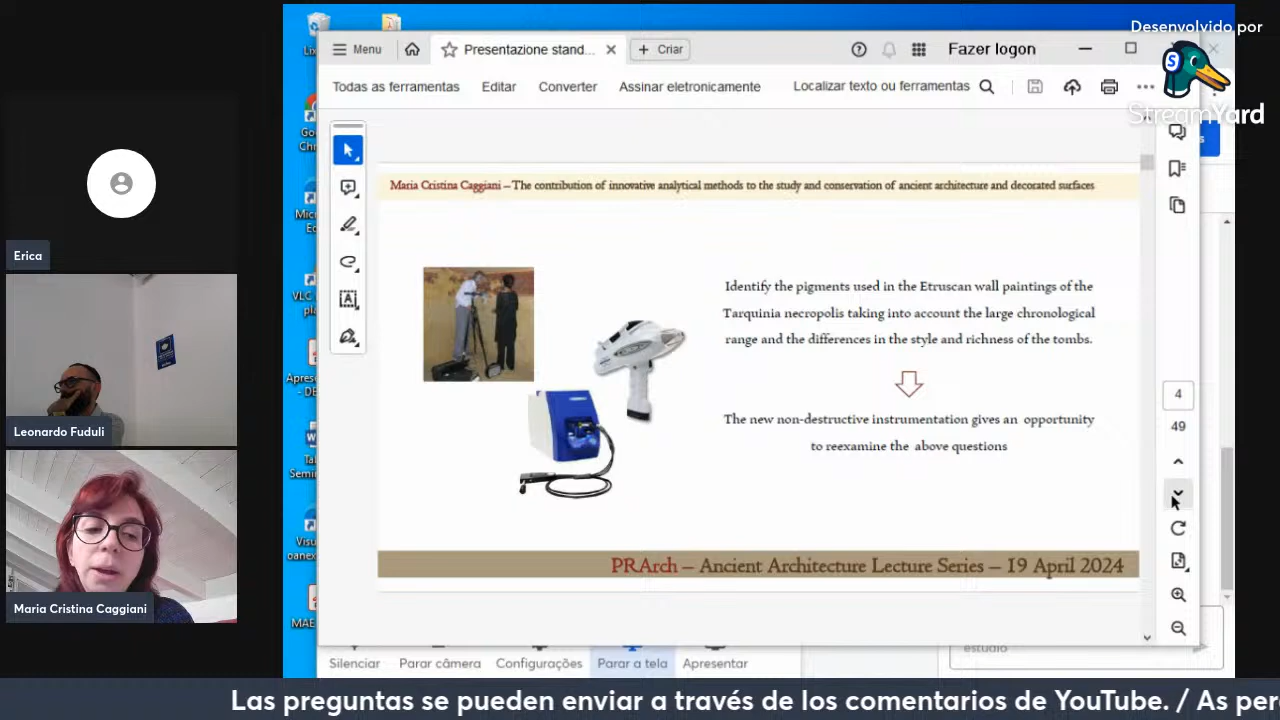 Desenvolvido por
StreamYard
Menu
Presentazione stand...
Criar
Fazer logon
Todas as ferramentas
Editar
Converter
Assinar eletronicamente
Localizar texto ou ferramentas
Maria Cristina Caggiani – The contribution of innovative analytical methods to the study and conservation of ancient architecture and decorated surfaces
Identify the pigments used in the Etruscan wall paintings of the
Tarquinia necropolis taking into account the large chronological
range and the differences in the style and richness of the tombs.
The new non-destructive instrumentation gives an opportunity
to reexamine the above questions
PRArch – Ancient Architecture Lecture Series – 19 April 2024
4
49
Erica
Leonardo Fuduli
Maria Cristina Caggiani
Silenciar
Parar câmera
Configurações
Parar a tela
Apresentar
estúdio
Las preguntas se pueden enviar a través de los comentarios de YouTube. / As per